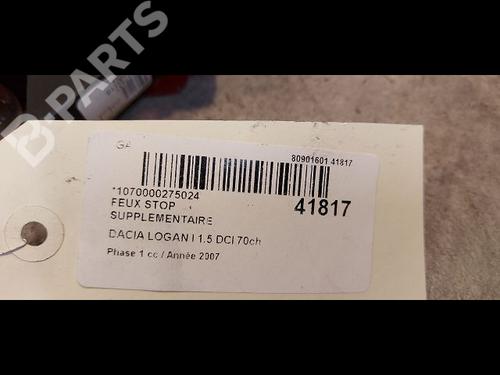 B-PARTS
GA
80901601 41817
*1070000275024
41817
FEUX STOP
SUPPLEMENTAIRE
DACIA LOGAN I 1.5 DCI 70ch
Phase 1 cc / Année 2007